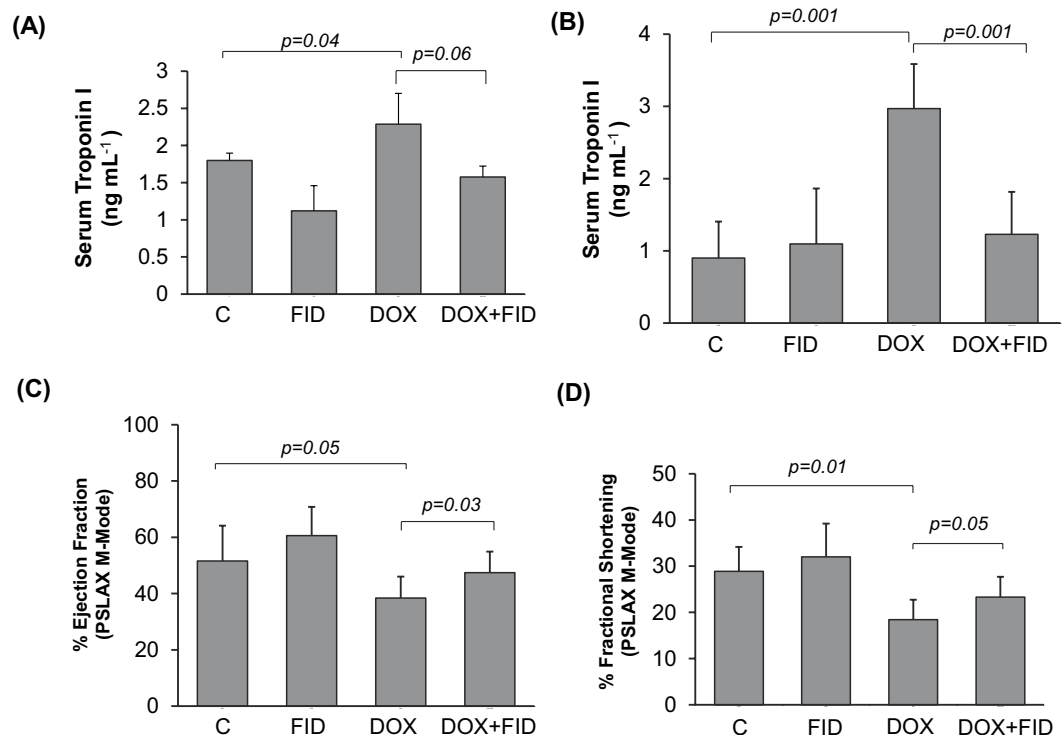 (A)
p=0.04
p=0.06
Serum Troponin I
(ng mL-1)
3
2.5
2
1.5
1
0.5
0
C FID DOX DOX+FID
(B)
p=0.001
p=0.001
Serum Troponin I
(ng mL-1)
4
3
2
1
0
C FID DOX DOX+FID
(C)
p=0.05
p=0.03
% Ejection Fraction
(PSLAX M-Mode)
100
80
60
40
20
0
C FID DOX DOX+FID
(D)
p=0.01
p=0.05
% Fractional Shortening
(PSLAX M-Mode)
50
40
30
20
10
0
C FID DOX DOX+FID